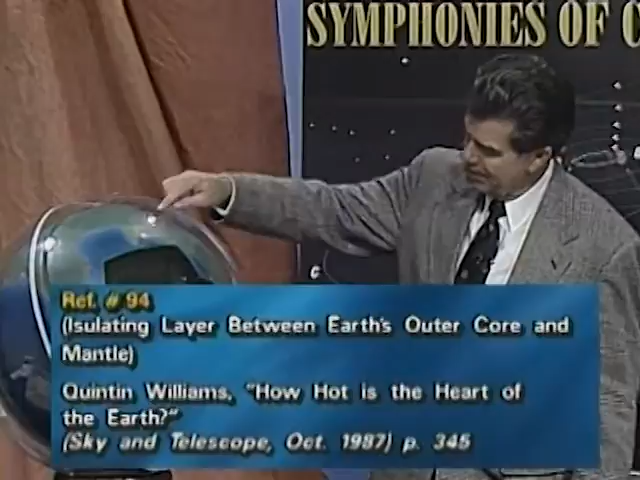 SYMPHONIES OF C
Ref. # 94
(Isulating Layer Between Earth's Outer Core and
Mantle)
Quintin Williams, "How Hot is the Heart of
the Earth?"
(Sky and Telescope, Oct. 1987) p. 345